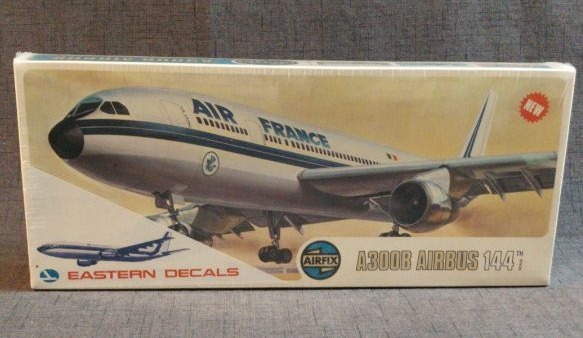 NEW
AIR FRANCE
AIRFIX
A300B AIRBUS 144TH
EASTERN DECALS